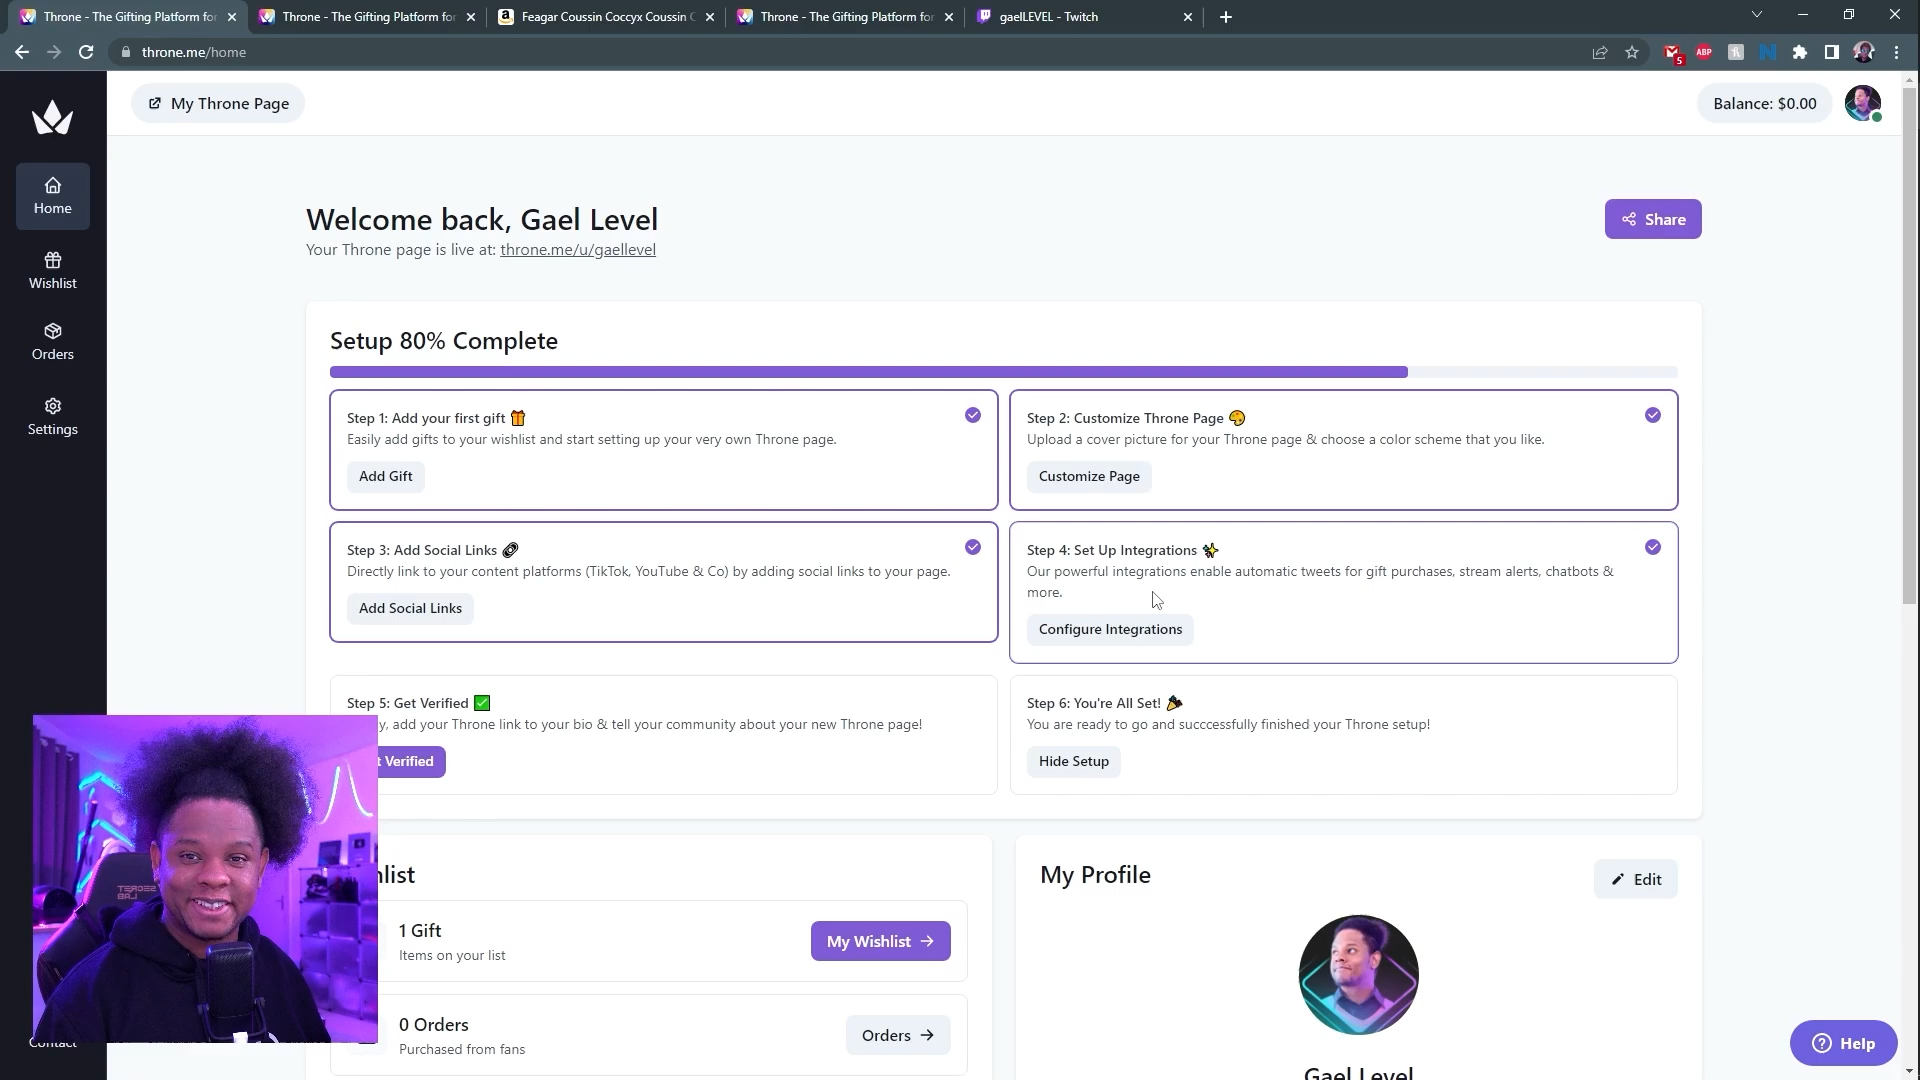 Throne - The Gifting Platform for
Throne - The Gifting Platform for
Feagar Coussin Coccyx Coussin
Throne - The Gifting Platform for
gaelLEVEL - Twitch
throne.me/home
5
ABP
My Throne Page
Balance: $0.00
Home
Wishlist
Orders
Settings
Contact
Welcome back, Gael Level
Share
Your Throne page is live at: throne.me/u/gaellevel
Setup 80% Complete
Step 1: Add your first gift 🎁
Easily add gifts to your wishlist and start setting up your very own Throne page.
Add Gift
Step 2: Customize Throne Page 🎨
Upload a cover picture for your Throne page & choose a color scheme that you like.
Customize Page
Step 3: Add Social Links 🔗
Directly link to your content platforms (TikTok, YouTube & Co) by adding social links to your page.
Add Social Links
Step 4: Set Up Integrations ✨
Our powerful integrations enable automatic tweets for gift purchases, stream alerts, chatbots &
more.
Configure Integrations
Step 5: Get Verified ✅
y, add your Throne link to your bio & tell your community about your new Throne page!
t Verified
Step 6: You're All Set! 🎉
You are ready to go and succcessfully finished your Throne setup!
Hide Setup
hlist
1 Gift
Items on your list
My Wishlist →
0 Orders
Purchased from fans
Orders →
My Profile
Edit
Gael Level
Help
SECRET
LAB